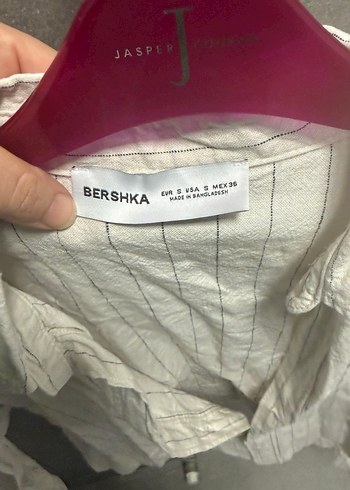 J
JASPER
BERSHKA
EUR S USA S MEX 36
MADE IN BANGLADESH